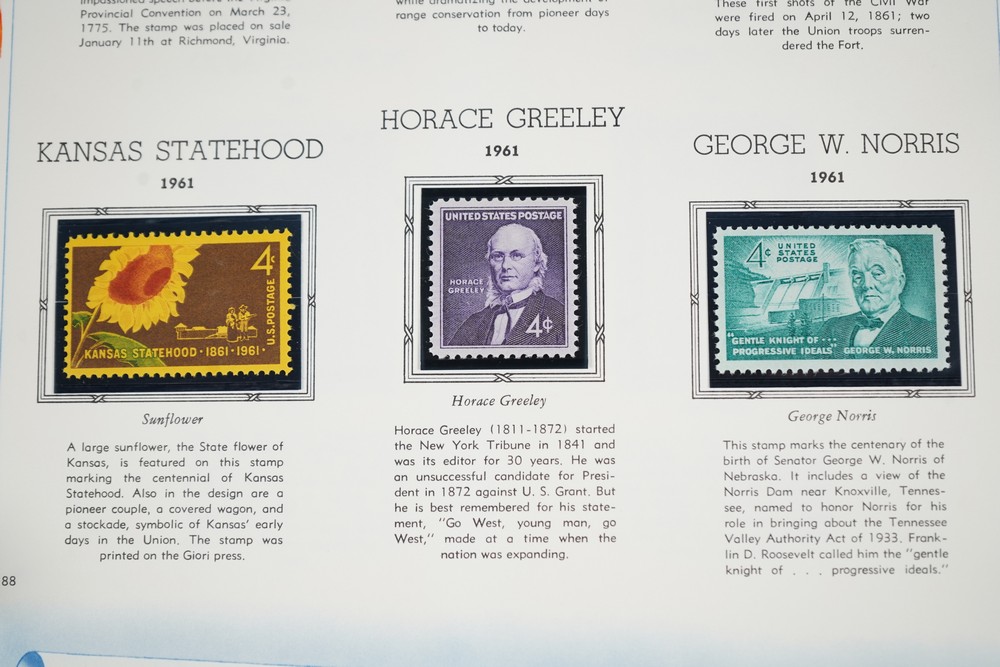 Provincial Convention on March 23,
1775. The stamp was placed on sale
January 11th at Richmond, Virginia.
range conservation from pioneer days
to today.
These first shots of the Civil War
were fired on April 12, 1861; two
days later the Union troops surren-
dered the Fort.
KANSAS STATEHOOD
1961
4c
U.S. POSTAGE
KANSAS STATEHOOD · 1861 · 1961 ·
Sunflower
A large sunflower, the State flower of
Kansas, is featured on this stamp
marking the centennial of Kansas
Statehood. Also in the design are a
pioneer couple, a covered wagon, and
a stockade, symbolic of Kansas' early
days in the Union. The stamp was
printed on the Giori press.
HORACE GREELEY
1961
UNITED STATES POSTAGE
HORACE
GREELEY
4¢
Horace Greeley
Horace Greeley (1811-1872) started
the New York Tribune in 1841 and
was its editor for 30 years. He was
an unsuccessful candidate for Presi-
dent in 1872 against U. S. Grant. But
he is best remembered for his state-
ment, "Go West, young man, go
West," made at a time when the
nation was expanding.
GEORGE W. NORRIS
1961
4¢
UNITED
STATES
POSTAGE
"GENTLE KNIGHT OF ···
PROGRESSIVE IDEALS" GEORGE W. NORRIS
George Norris
This stamp marks the centenary of the
birth of Senator George W. Norris of
Nebraska. It includes a view of the
Norris Dam near Knoxville, Tennes-
see, named to honor Norris for his
role in bringing about the Tennessee
Valley Authority Act of 1933. Frank-
lin D. Roosevelt called him the "gentle
knight of . . . progressive ideals."
88